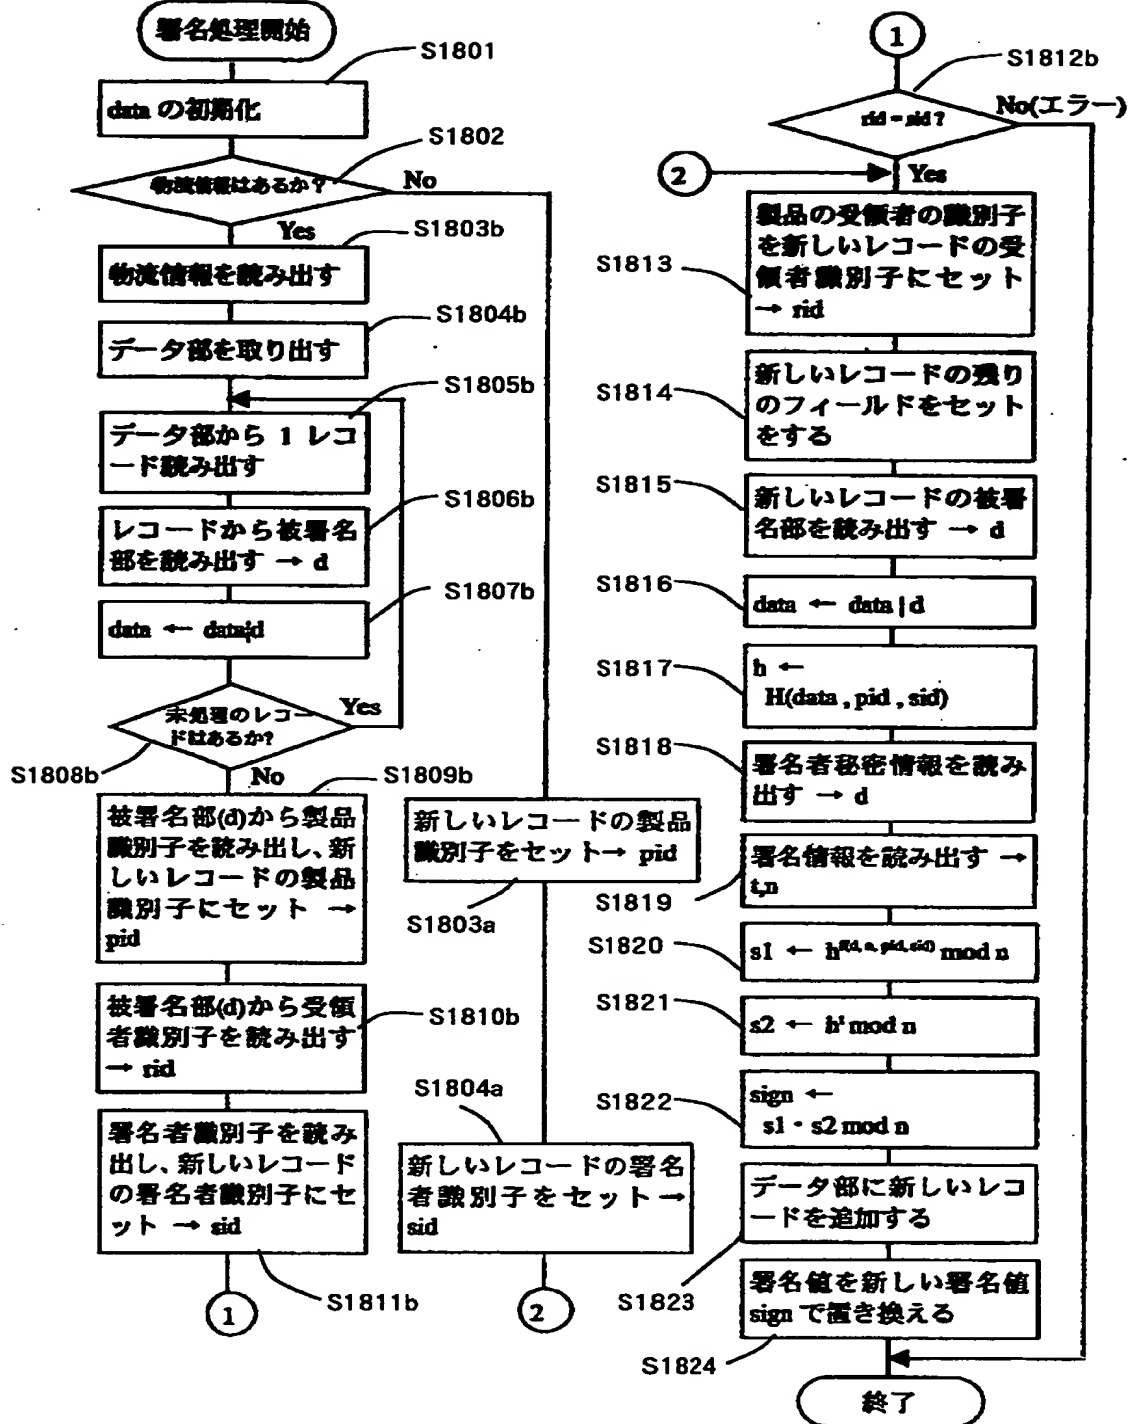 署名処理開始
S1801
data の初期化
S1802
物流情報はあるか?
No
Yes
S1803b
物流情報を読み出す
S1804b
データ部を取り出す
S1805b
データ部から 1 レコ
ード読み出す
S1806b
レコードから被署名
部を読み出す → d
S1807b
data ← data|d
未処理のレコー
ドはあるか?
Yes
S1808b
No
S1809b
被署名部(d)から製品
識別子を読み出し、新
しいレコードの製品
識別子にセット →
pid
被署名部(d)から受領
者識別子を読み出す
→ rid
S1810b
署名者識別子を読み
出し、新しいレコード
の署名者識別子にセ
ット → sid
S1811b
1
新しいレコードの製品
識別子をセット→ pid
S1803a
S1804a
新しいレコードの署名
者識別子をセット→
sid
2
1
S1812b
rid = sid ?
No(エラー)
2
Yes
S1813
製品の受領者の識別子
を新しいレコードの受
領者識別子にセット
→ rid
S1814
新しいレコードの残り
のフィールドをセット
をする
S1815
新しいレコードの被署
名部を読み出す → d
S1816
data ← data | d
S1817
h ←
H(data , pid , sid)
S1818
署名者秘密情報を読み
出す → d
S1819
署名情報を読み出す →
t,n
S1820
s1 ← h^f(d, n, pid, sid) mod n
S1821
s2 ← h^t mod n
S1822
sign ←
s1・s2 mod n
データ部に新しいレコ
ードを追加する
S1823
署名値を新しい署名値
sign で置き換える
S1824
終了